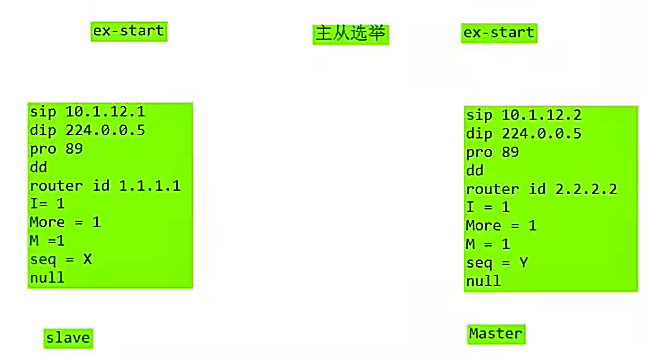 ex-start
主从选举
ex-start
sip 10.1.12.1
dip 224.0.0.5
pro 89
dd
router id 1.1.1.1
I= 1
More = 1
M =1
seq = X
null
sip 10.1.12.2
dip 224.0.0.5
pro 89
dd
router id 2.2.2.2
I = 1
More = 1
M = 1
seq = Y
null
slave
Master